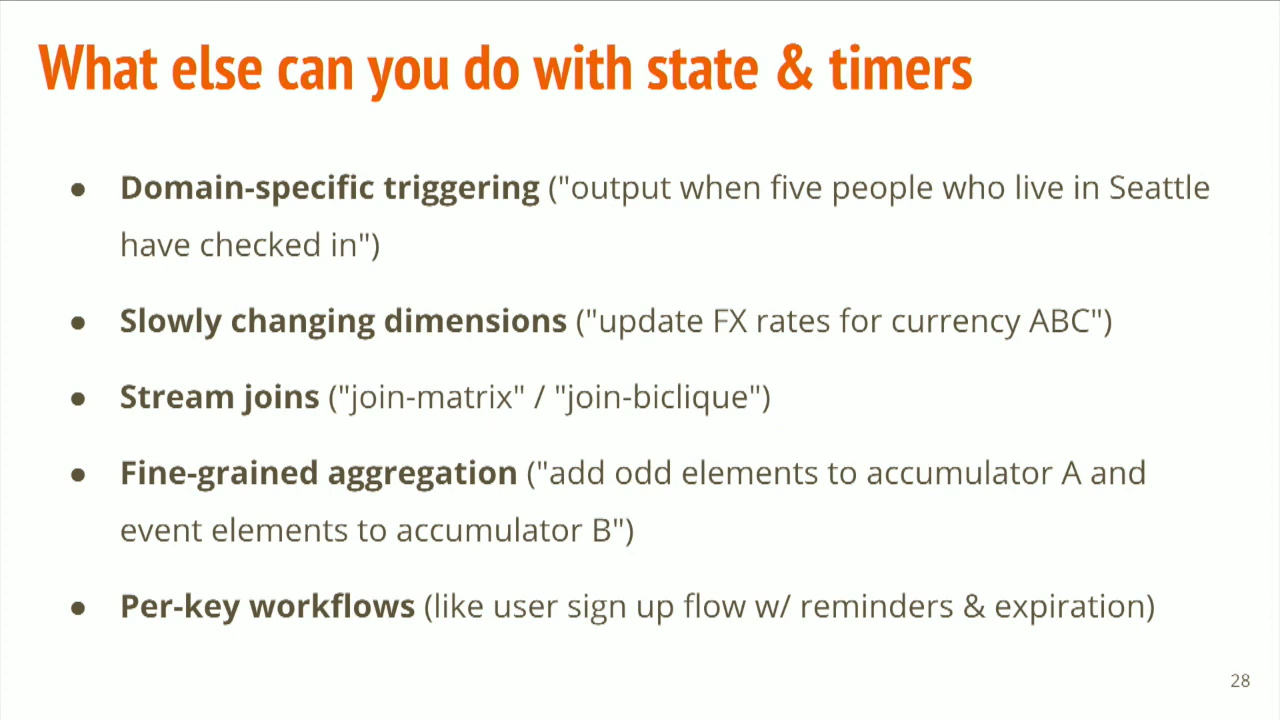 What else can you do with state & timers
● Domain-specific triggering ("output when five people who live in Seattle
have checked in")
● Slowly changing dimensions ("update FX rates for currency ABC")
● Stream joins ("join-matrix" / "join-biclique")
● Fine-grained aggregation ("add odd elements to accumulator A and
event elements to accumulator B")
● Per-key workflows (like user sign up flow w/ reminders & expiration)
28